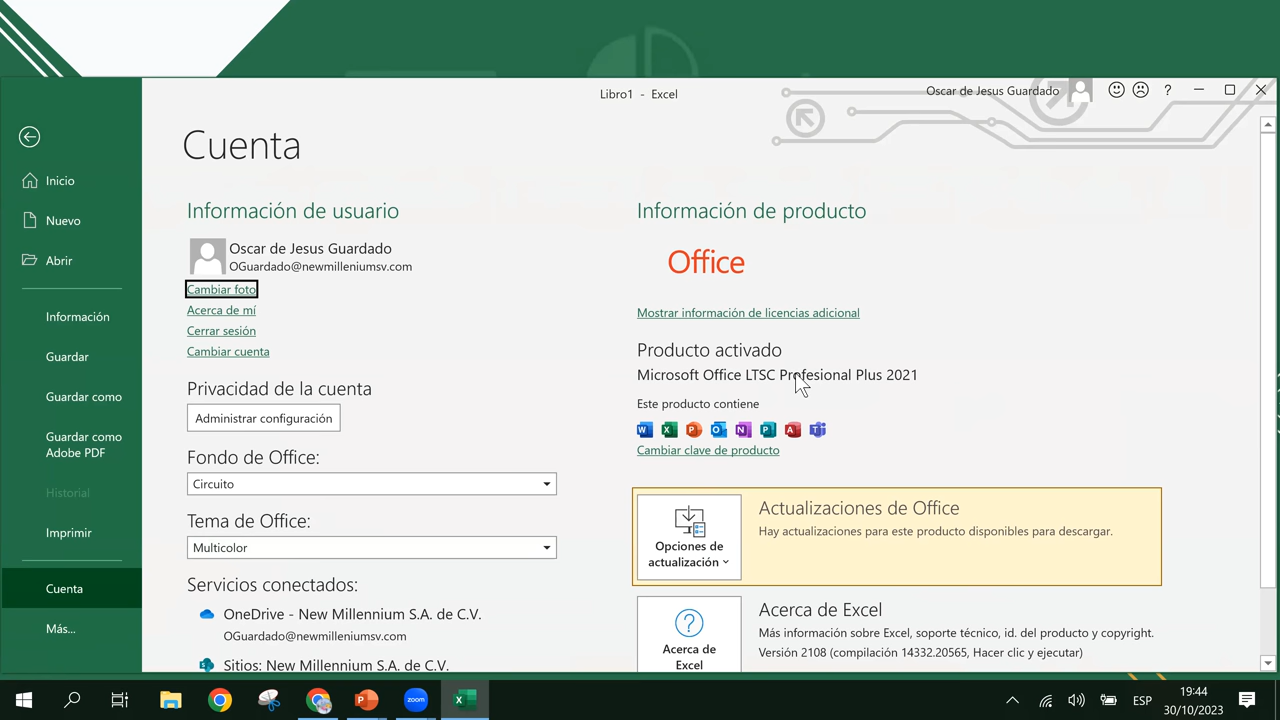 Libro1 - Excel
Oscar de Jesus Guardado
?
Cuenta
Inicio
Nuevo
Abrir
Información
Guardar
Guardar como
Guardar como
Adobe PDF
Historial
Imprimir
Cuenta
Más...
Información de usuario
Oscar de Jesus Guardado
OGuardado@newmilleniumsv.com
Cambiar foto
Acerca de mí
Cerrar sesión
Cambiar cuenta
Privacidad de la cuenta
Administrar configuración
Fondo de Office:
Circuito
Tema de Office:
Multicolor
Servicios conectados:
OneDrive - New Millennium S.A. de C.V.
OGuardado@newmilleniumsv.com
Sitios: New Millennium S.A. de C.V.
Información de producto
Office
Mostrar información de licencias adicional
Producto activado
Microsoft Office LTSC Profesional Plus 2021
Este producto contiene
Cambiar clave de producto
Opciones de
actualización
Actualizaciones de Office
Hay actualizaciones para este producto disponibles para descargar.
Acerca de
Excel
Acerca de Excel
Más información sobre Excel, soporte técnico, id. del producto y copyright.
Versión 2108 (compilación 14332.20565, Hacer clic y ejecutar)
zoom
ESP
19:44
30/10/2023